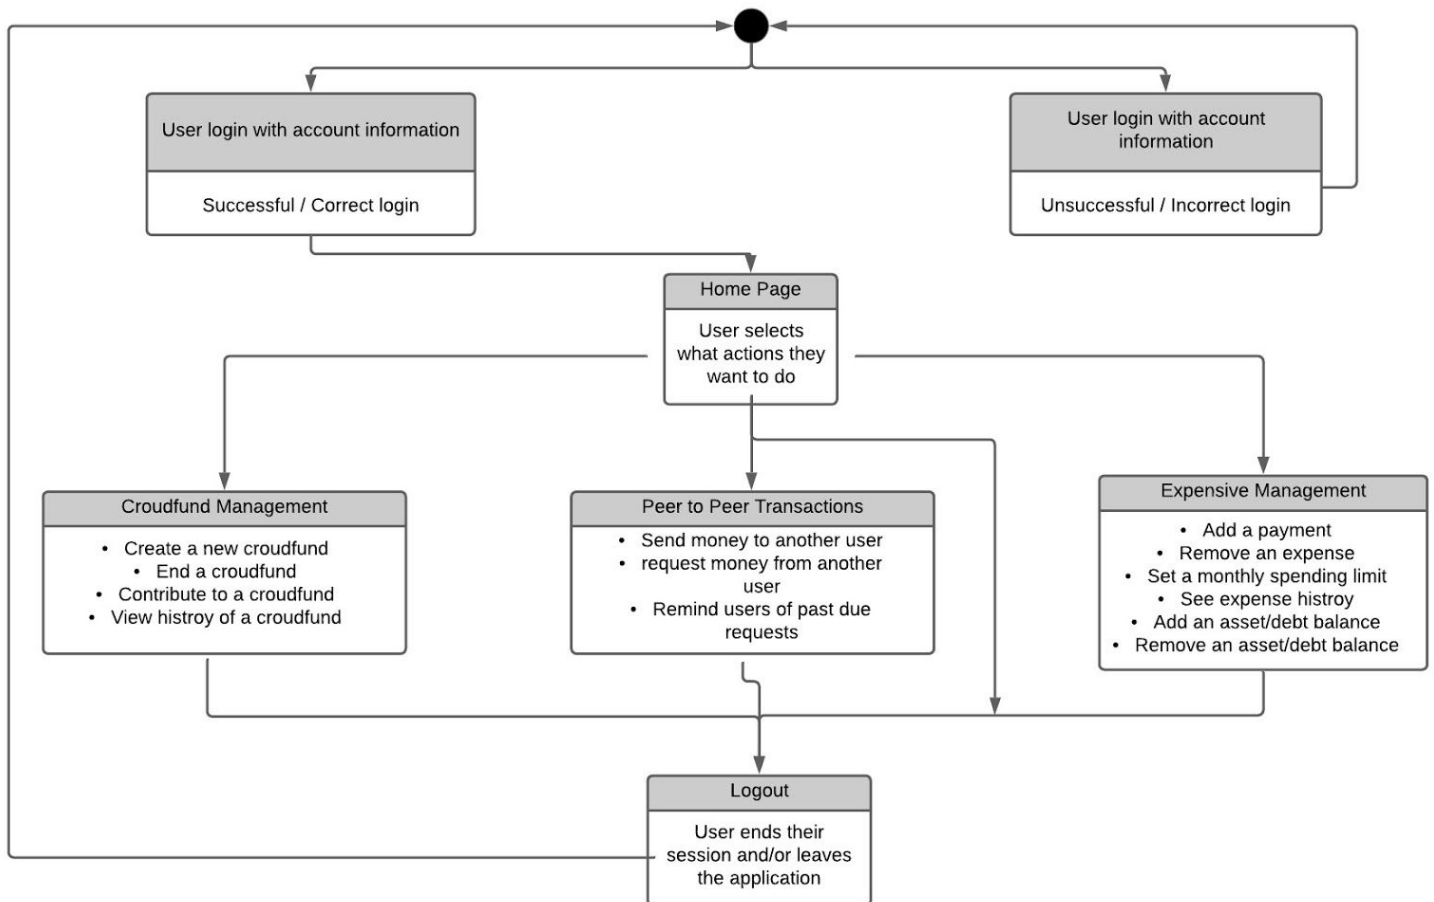 User login with account information
Successful / Correct login
User login with account
information
Unsuccessful / Incorrect login
Home Page
User selects
what actions they
want to do
Croudfund Management
• Create a new croudfund
• End a croudfund
• Contribute to a croudfund
• View histroy of a croudfund
Peer to Peer Transactions
• Send money to another user
• request money from another
user
• Remind users of past due
requests
Expensive Management
• Add a payment
• Remove an expense
• Set a monthly spending limit
• See expense histroy
• Add an asset/debt balance
• Remove an asset/debt balance
Logout
User ends their
session and/or leaves
the application